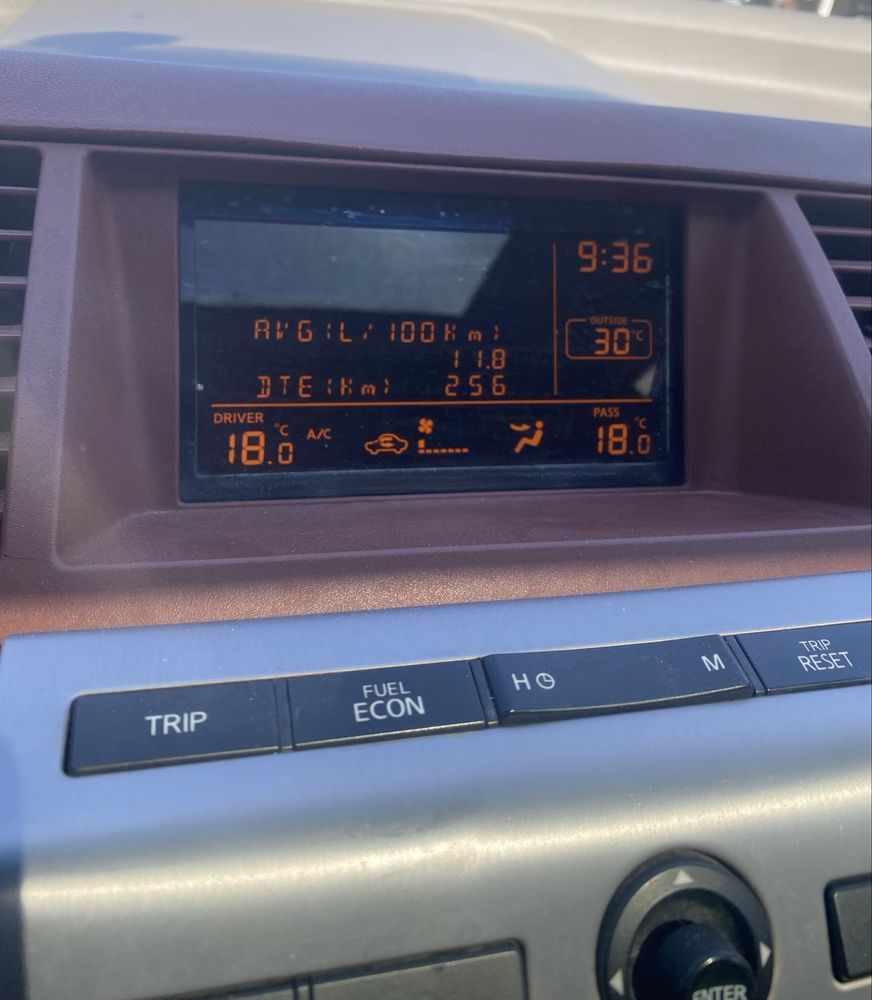 9:36
OUTSIDE
30°C
AVG(L/100km)
11.8
DTE(km) 256
DRIVER
18.0°C A/C
PASS
18.0°C
TRIP
FUEL
ECON
H M
TRIP
RESET
ENTER